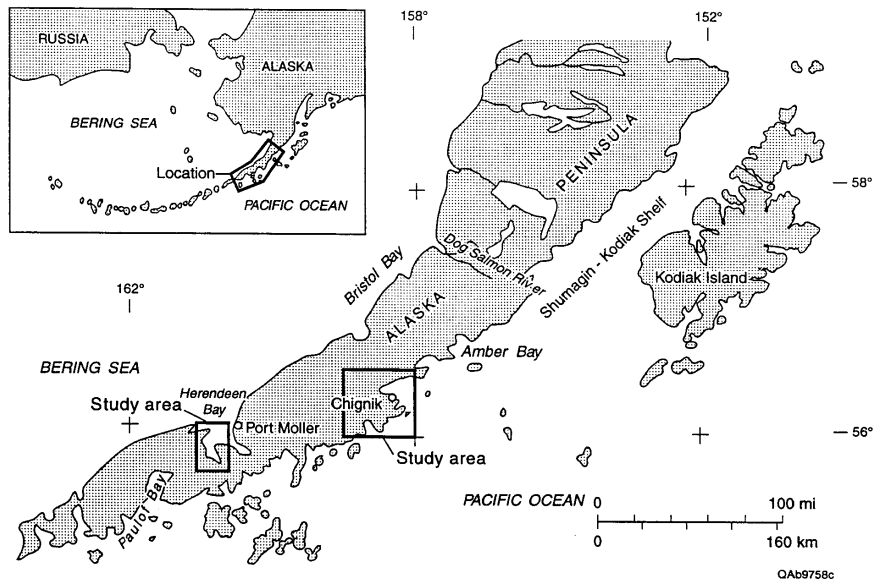 RUSSIA
ALASKA
BERING SEA
Location
PACIFIC OCEAN
158°
152°
58°
PENINSULA
Dog Salmon River
Shumagin - Kodiak Shelf
Kodiak Island
Bristol Bay
162°
ALASKA
BERING SEA
Amber Bay
Herendeen
Bay
Study area
Chignik
Port Moller
56°
Study area
Paulof Bay
PACIFIC OCEAN
0 100 mi
0 160 km
QAb9758c